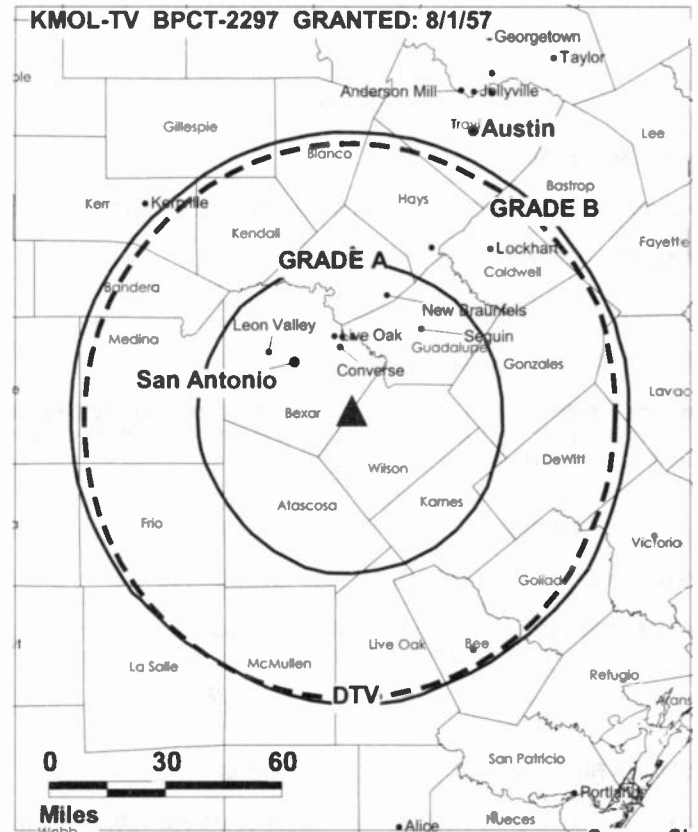 KMOL-TV BPCT-2297 GRANTED: 8/1/57
Georgetown
Taylor
Anderson Mill
Jollyville
Austin
Gillespie
Lee
Blanco
Bastrop
Kerr
Kerrville
Hays
GRADE B
Kendall
Fayette
GRADE A
Lockhart
Caldwell
Bandera
New Braunfels
Leon Valley
Live Oak
Seguin
Medina
Guadalupe
Gonzales
San Antonio
Converse
Bexar
DeWitt
Wilson
Atascosa
Karnes
Frio
Victoria
Goliad
Live Oak
Bee
La Salle
McMullen
Refugio
DTV
0 30 60
San Patricio
Miles
Portland
Nueces
Alice